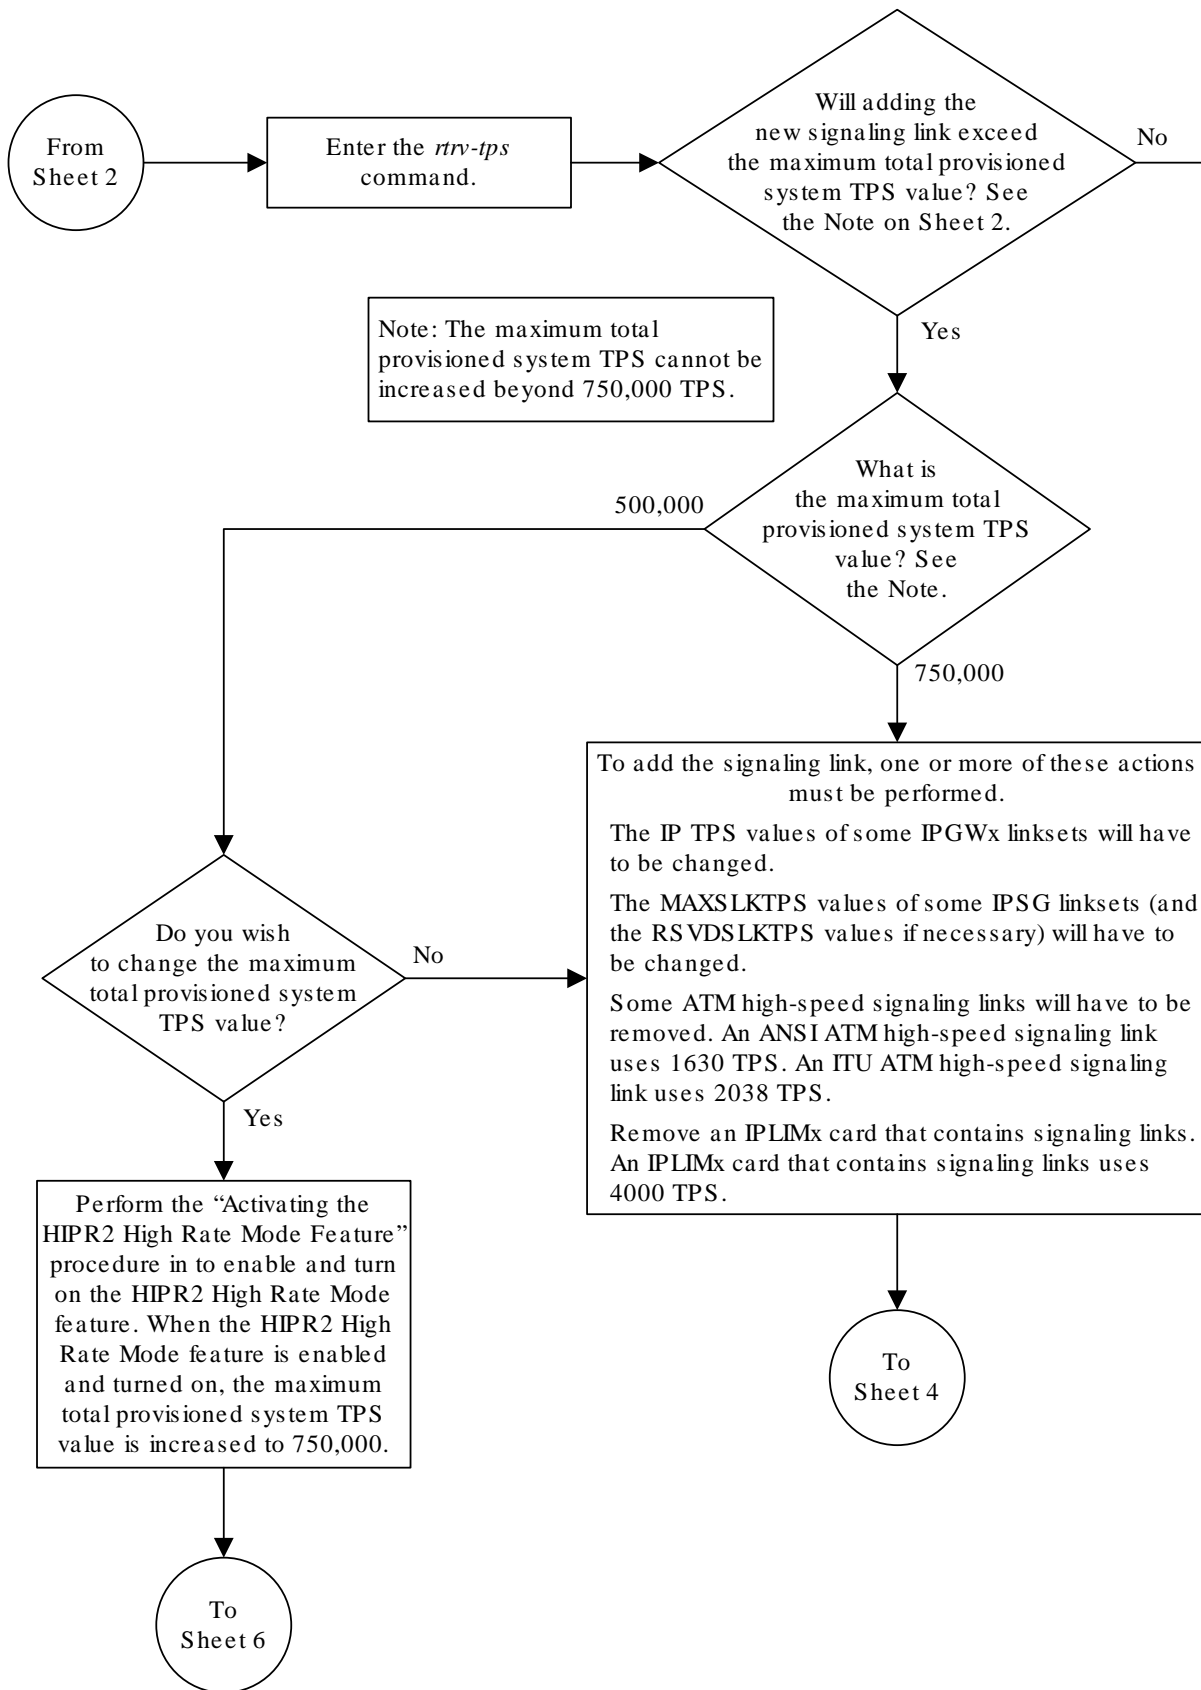 From
Sheet 2
Enter the rtrv-tps
command.
Will adding the
new signaling link exceed
the maximum total provisioned
system TPS value? See
the Note on Sheet 2.
No
Yes
Note: The maximum total
provisioned system TPS cannot be
increased beyond 750,000 TPS.
What is
the maximum total
provisioned system TPS
value? See
the Note.
500,000
750,000
To add the signaling link, one or more of these actions
must be performed.
The IP TPS values of some IPGWx linksets will have
to be changed.
The MAXSLKTPS values of some IPSG linksets (and
the RSVDSLKTPS values if necessary) will have to
be changed.
Some ATM high-speed signaling links will have to be
removed. An ANSI ATM high-speed signaling link
uses 1630 TPS. An ITU ATM high-speed signaling
link uses 2038 TPS.
Remove an IPLIMx card that contains signaling links.
An IPLIMx card that contains signaling links uses
4000 TPS.
Do you wish
to change the maximum
total provisioned system
TPS value?
No
Yes
Perform the “Activating the
HIPR2 High Rate Mode Feature”
procedure in to enable and turn
on the HIPR2 High Rate Mode
feature. When the HIPR2 High
Rate Mode feature is enabled
and turned on, the maximum
total provisioned system TPS
value is increased to 750,000.
To
Sheet 4
To
Sheet 6